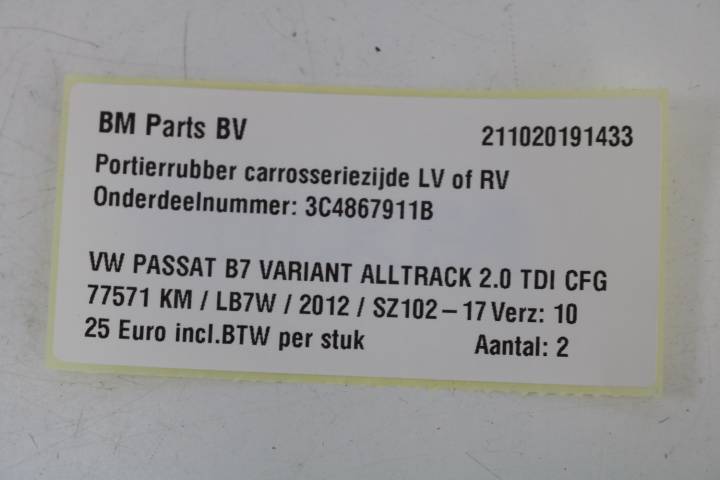 BM Parts BV 211020191433
Portierrubber carrosseriezijde LV of RV
Onderdeelnummer: 3C4867911B
VW PASSAT B7 VARIANT ALLTRACK 2.0 TDI CFG
77571 KM / LB7W / 2012 / SZ102-17 Verz: 10
25 Euro incl.BTW per stuk Aantal: 2